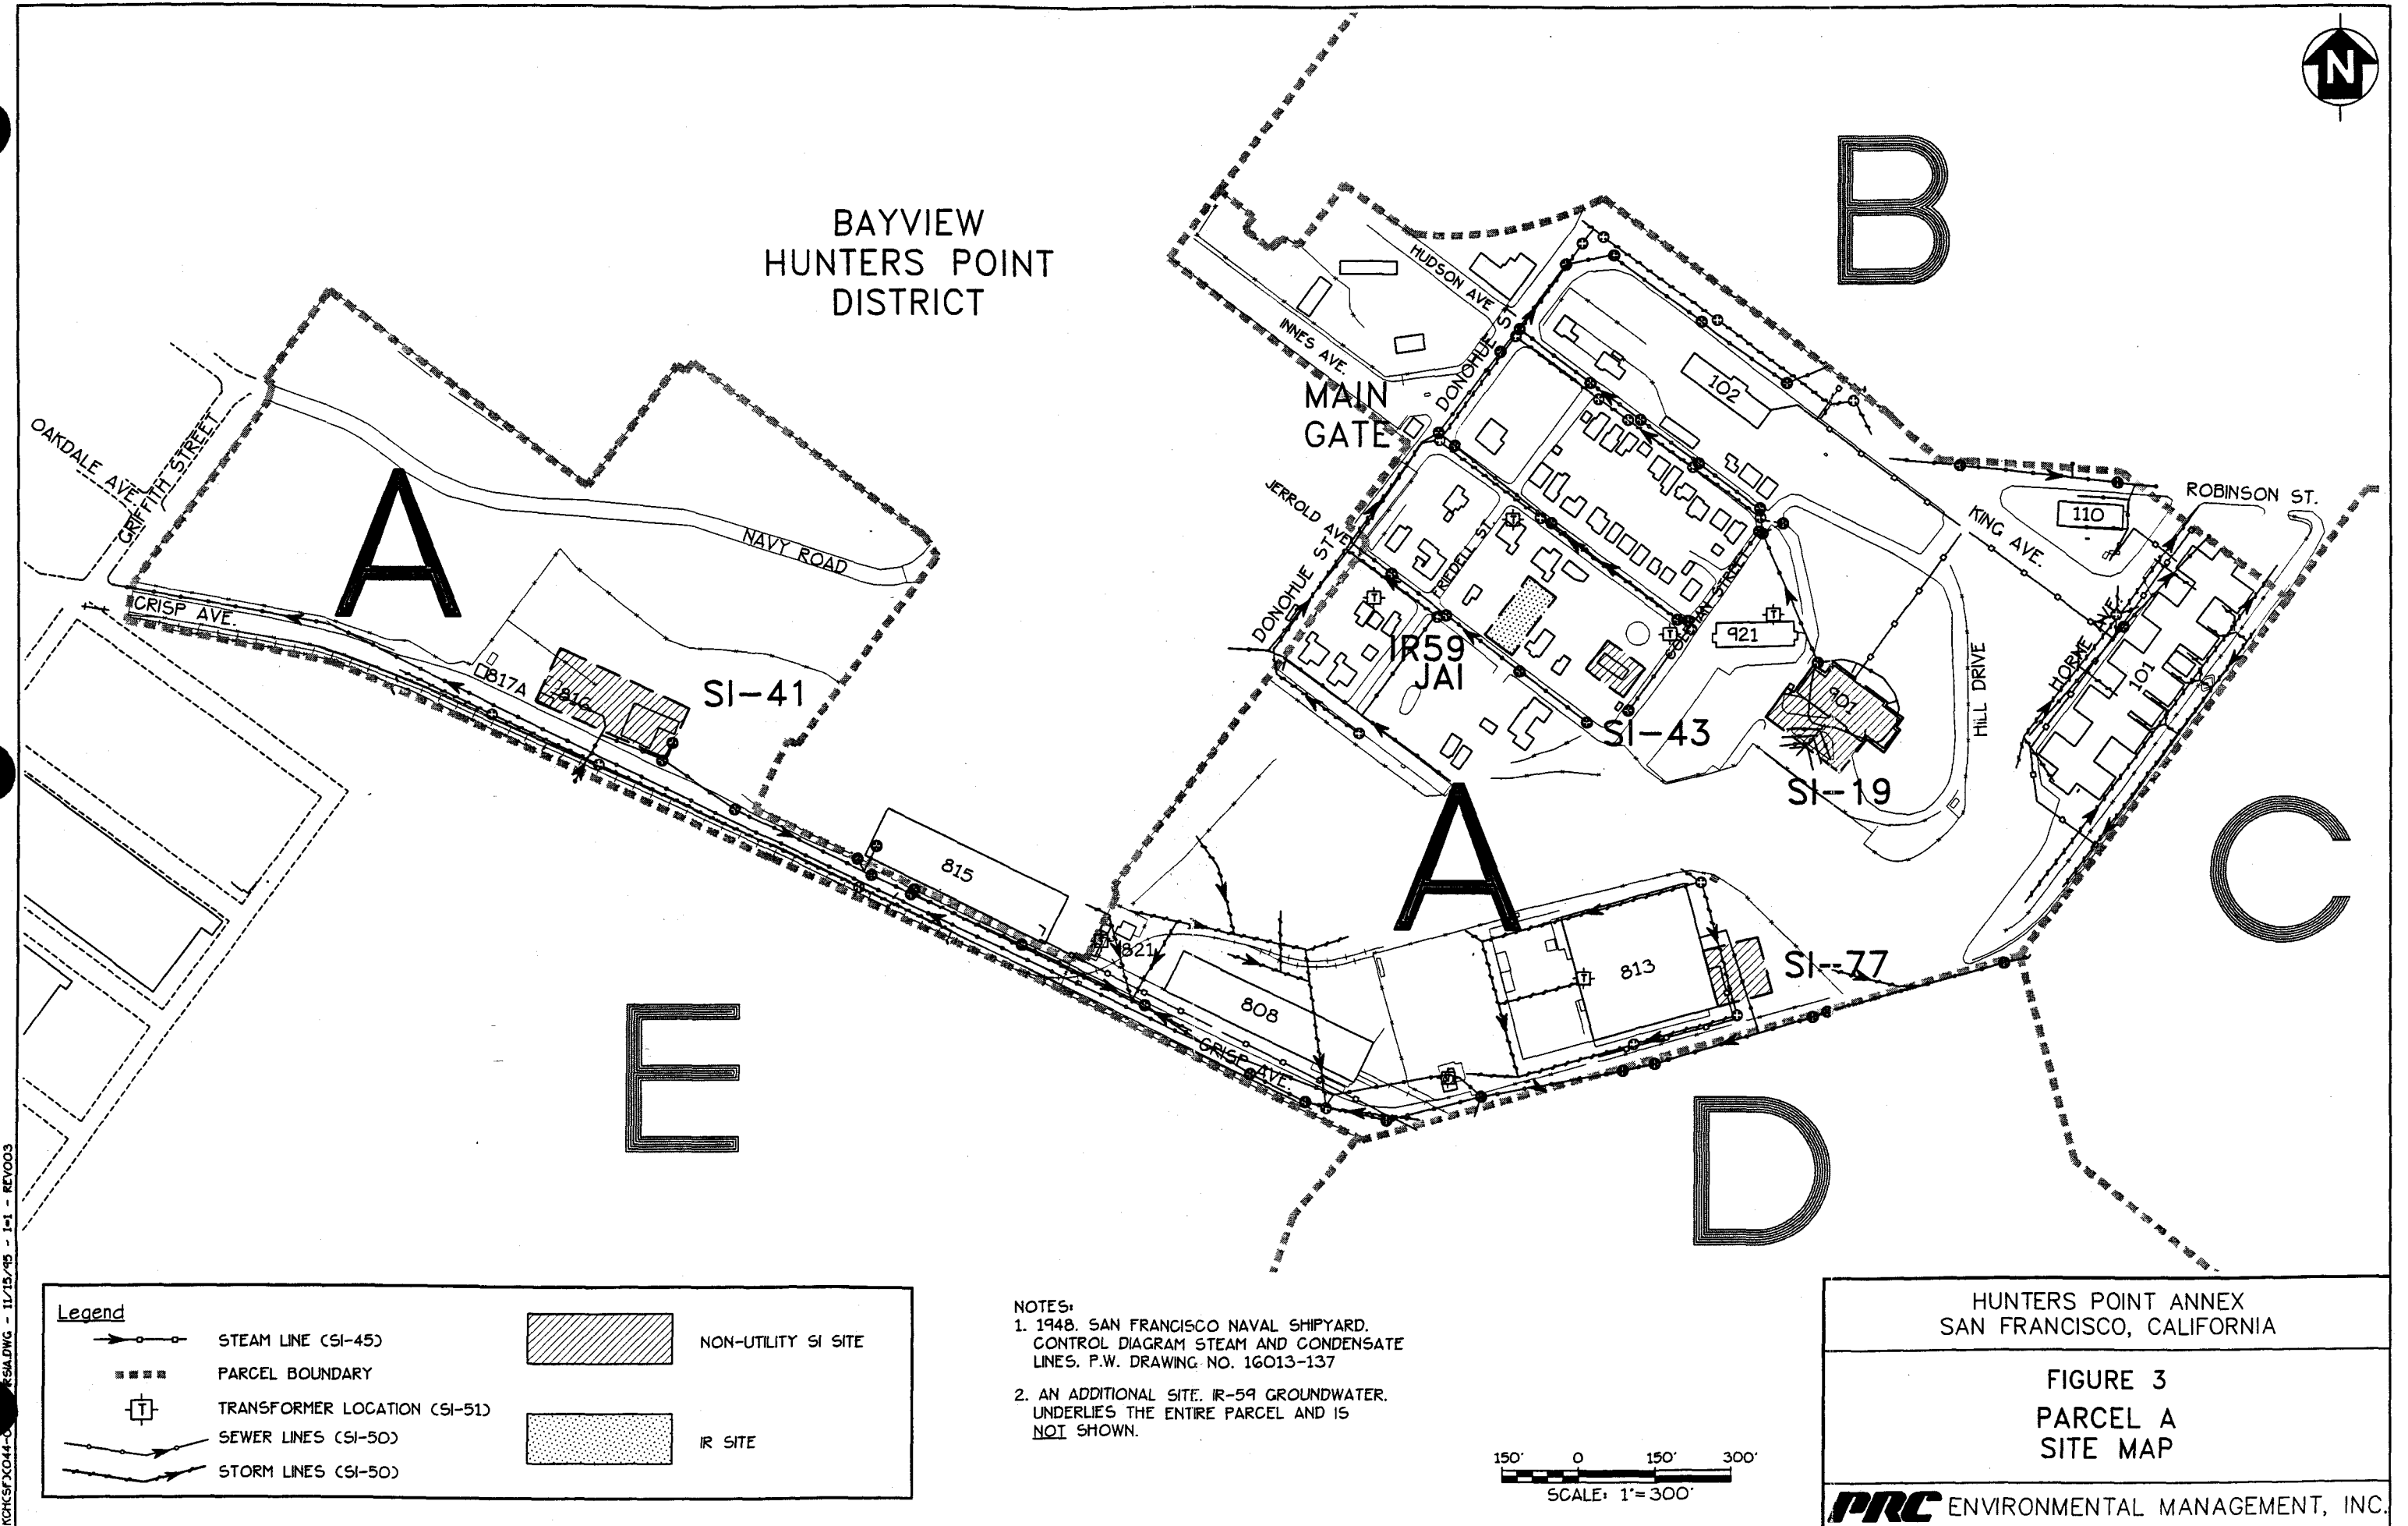 N
B
BAYVIEW
HUNTERS POINT
DISTRICT
HUDSON AVE
INNES AVE.
DONOHUE ST
MAIN
GATE
102
OAKDALE AVE.
GRIFFITH STREET
A
NAVY ROAD
JERROLD AVE.
FRIEDELL ST.
DONOHUE ST.
ROBINSON ST.
110
KING AVE.
CRISP AVE.
817A
816
SI-41
IR59
JAI
921
HILL DRIVE
HORNE AVE.
101
901
SI-43
SI-19
C
815
A
821
808
813
SI-77
CRISP AVE.
E
D
Legend
STEAM LINE (SI-45)
PARCEL BOUNDARY
T TRANSFORMER LOCATION (SI-51)
SEWER LINES (SI-50)
STORM LINES (SI-50)
NON-UTILITY SI SITE
IR SITE
NOTES:
1. 1948. SAN FRANCISCO NAVAL SHIPYARD.
CONTROL DIAGRAM STEAM AND CONDENSATE
LINES. P.W. DRAWING NO. 16013-137
2. AN ADDITIONAL SITE. IR-59 GROUNDWATER.
UNDERLIES THE ENTIRE PARCEL AND IS
NOT SHOWN.
150' 0 150' 300'
SCALE: 1"=300'
HUNTERS POINT ANNEX
SAN FRANCISCO, CALIFORNIA
FIGURE 3
PARCEL A
SITE MAP
PRC ENVIRONMENTAL MANAGEMENT, INC.
11/15/95 - 1=1 - REV003